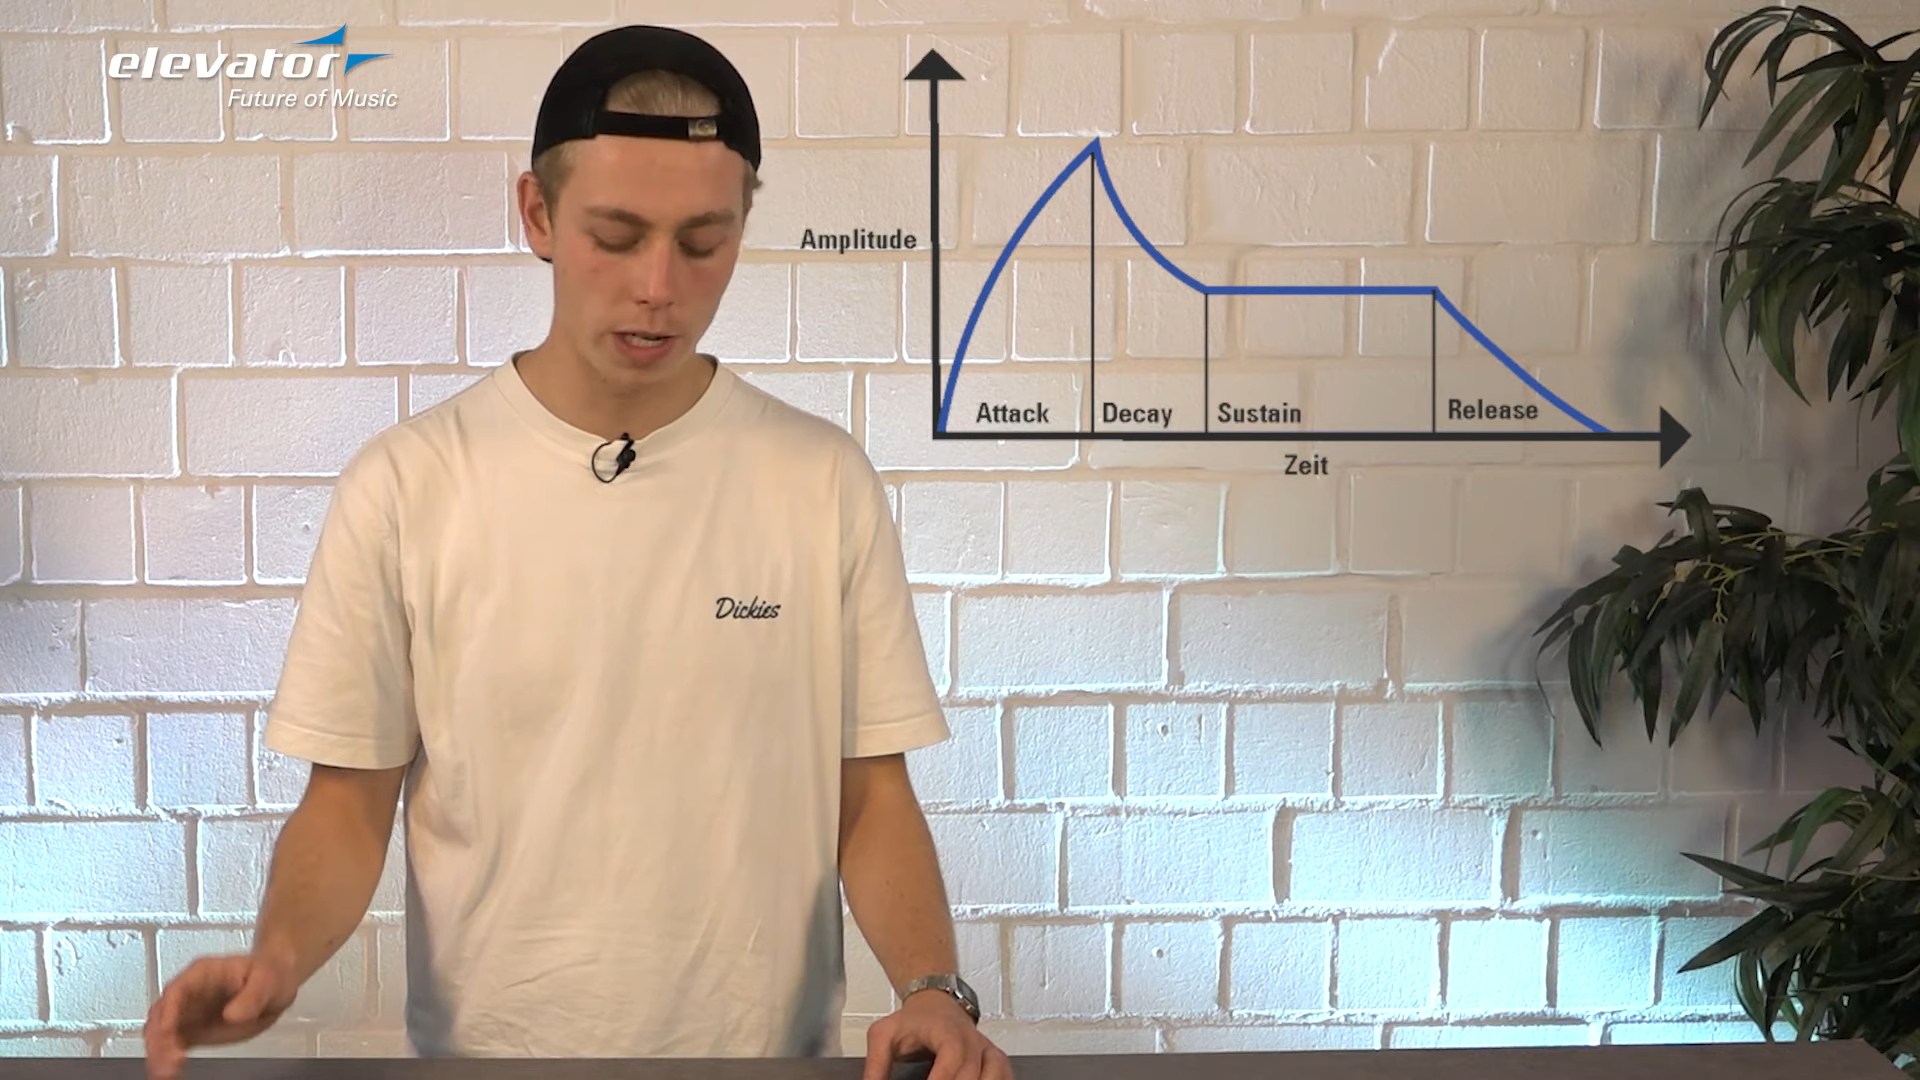 elevator
Future of Music
Amplitude
Attack
Decay
Sustain
Release
Zeit
Dickies